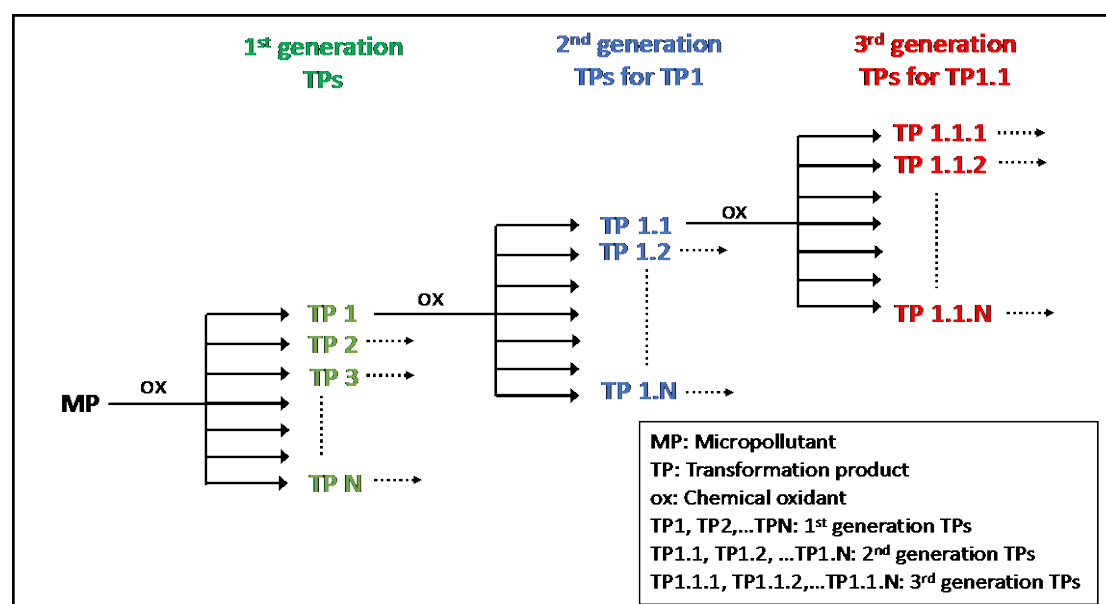 1st generation
TPs
2nd generation
TPs for TP1
3rd generation
TPs for TP1.1
MP
ox
TP 1
TP 2
TP 3
TP N
ox
TP 1.1
TP 1.2
TP 1.N
ox
TP 1.1.1
TP 1.1.2
TP 1.1.N
MP: Micropollutant
TP: Transformation product
ox: Chemical oxidant
TP1, TP2,...TPN: 1st generation TPs
TP1.1, TP1.2, ...TP1.N: 2nd generation TPs
TP1.1.1, TP1.1.2,...TP1.1.N: 3rd generation TPs